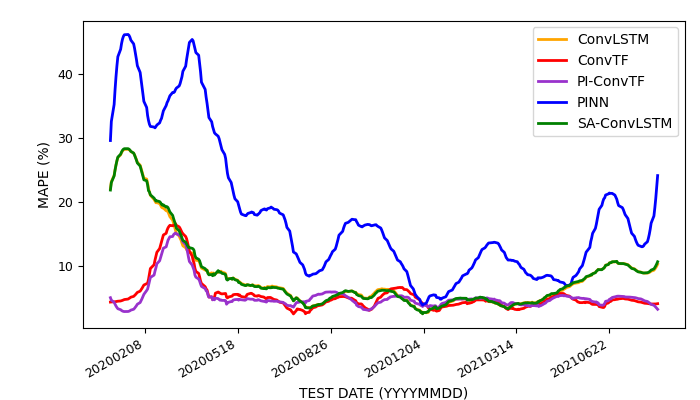 ConvLSTM
ConvTF
PI-ConvTF
PINN
SA-ConvLSTM
MAPE (%)
40
30
20
10
20200208
20200518
20200826
20201204
20210314
20210622
TEST DATE (YYYYMMDD)